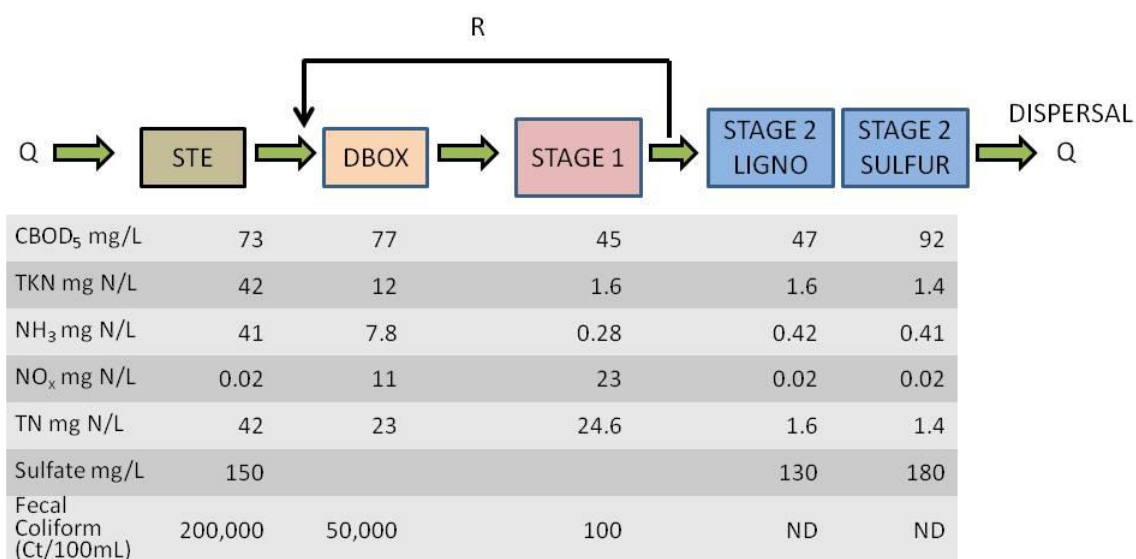 R
DISPERSAL
Q STE DBOX STAGE 1 STAGE 2 LIGNO STAGE 2 SULFUR Q
CBOD₅ mg/L 73 77 45 47 92
TKN mg N/L 42 12 1.6 1.6 1.4
NH₃ mg N/L 41 7.8 0.28 0.42 0.41
NOₓ mg N/L 0.02 11 23 0.02 0.02
TN mg N/L 42 23 24.6 1.6 1.4
Sulfate mg/L 150 130 180
Fecal
Coliform 200,000 50,000 100 ND ND
(Ct/100mL)